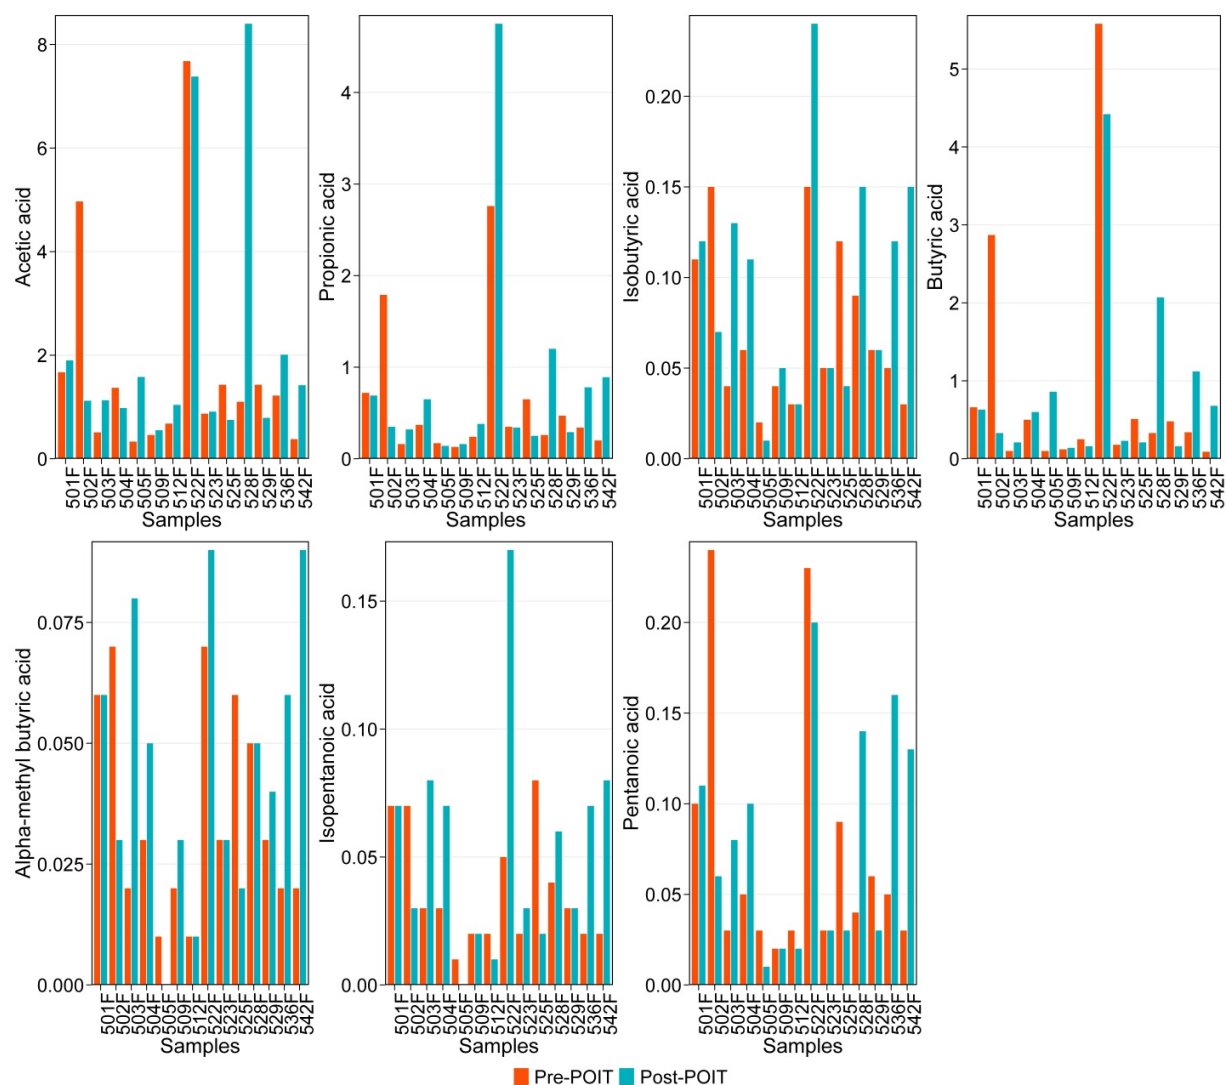 Acetic acid
8
6
4
2
0
501F 502F 503F 504F 505F 509F 512F 522F 523F 525F 528F 529F 536F 542F
Samples
Propionic acid
4
3
2
1
0
501F 502F 503F 504F 505F 509F 512F 522F 523F 525F 528F 529F 536F 542F
Samples
Isobutyric acid
0.20
0.15
0.10
0.05
0.00
501F 502F 503F 504F 505F 509F 512F 522F 523F 525F 528F 529F 536F 542F
Samples
Butyric acid
5
4
3
2
1
0
501F 502F 503F 504F 505F 509F 512F 522F 523F 525F 528F 529F 536F 542F
Samples
Alpha-methyl butyric acid
0.075
0.050
0.025
0.000
501F 502F 503F 504F 505F 509F 512F 522F 523F 525F 528F 529F 536F 542F
Samples
Isopentanoic acid
0.15
0.10
0.05
0.00
501F 502F 503F 504F 505F 509F 512F 522F 523F 525F 528F 529F 536F 542F
Samples
Pentanoic acid
0.20
0.15
0.10
0.05
0.00
501F 502F 503F 504F 505F 509F 512F 522F 523F 525F 528F 529F 536F 542F
Samples
Pre-POIT Post-POIT